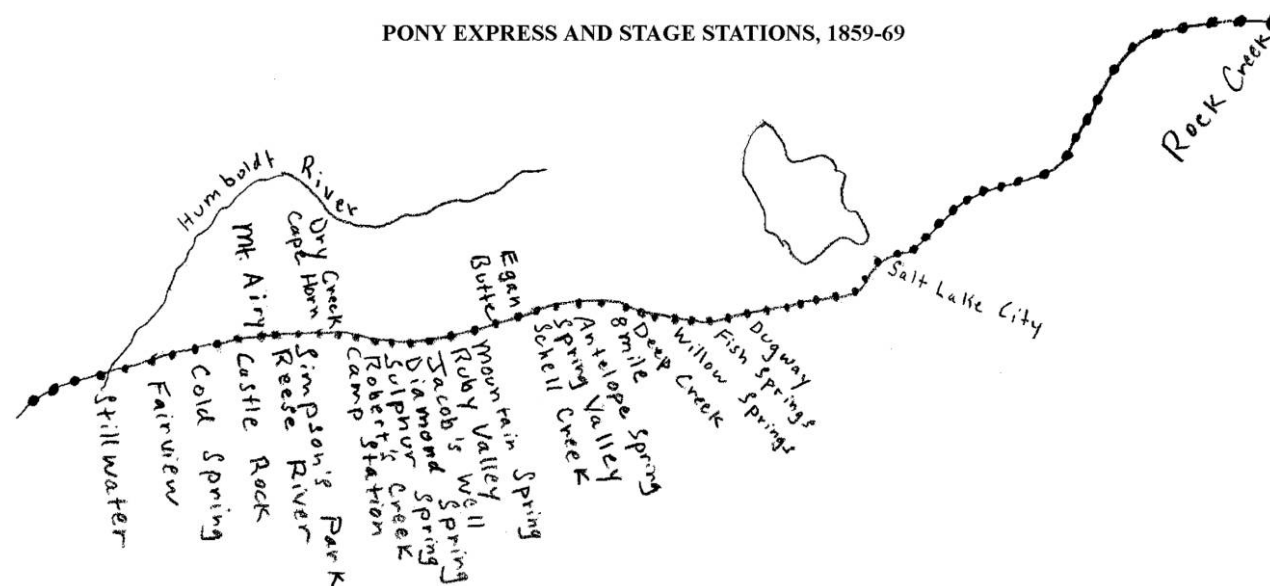 PONY EXPRESS AND STAGE STATIONS, 1859-69
Rock Creek
Humboldt River
Mt. Airy
Cape Horn
Dry Creek
Egan
Butte
Salt Lake City
Stillwater
Fairview
Cold Spring
Castle Rock
Reese River
Simpson's Park
Camp Station
Robert's Creek
Sulphur Spring
Diamond Spring
Jacob's Well
Ruby Valley
Mountain Spring
Schell Creek
Spring Valley
Antelope Spring
8 mile
Deep Creek
Willow Springs
Fish Springs
Dugway